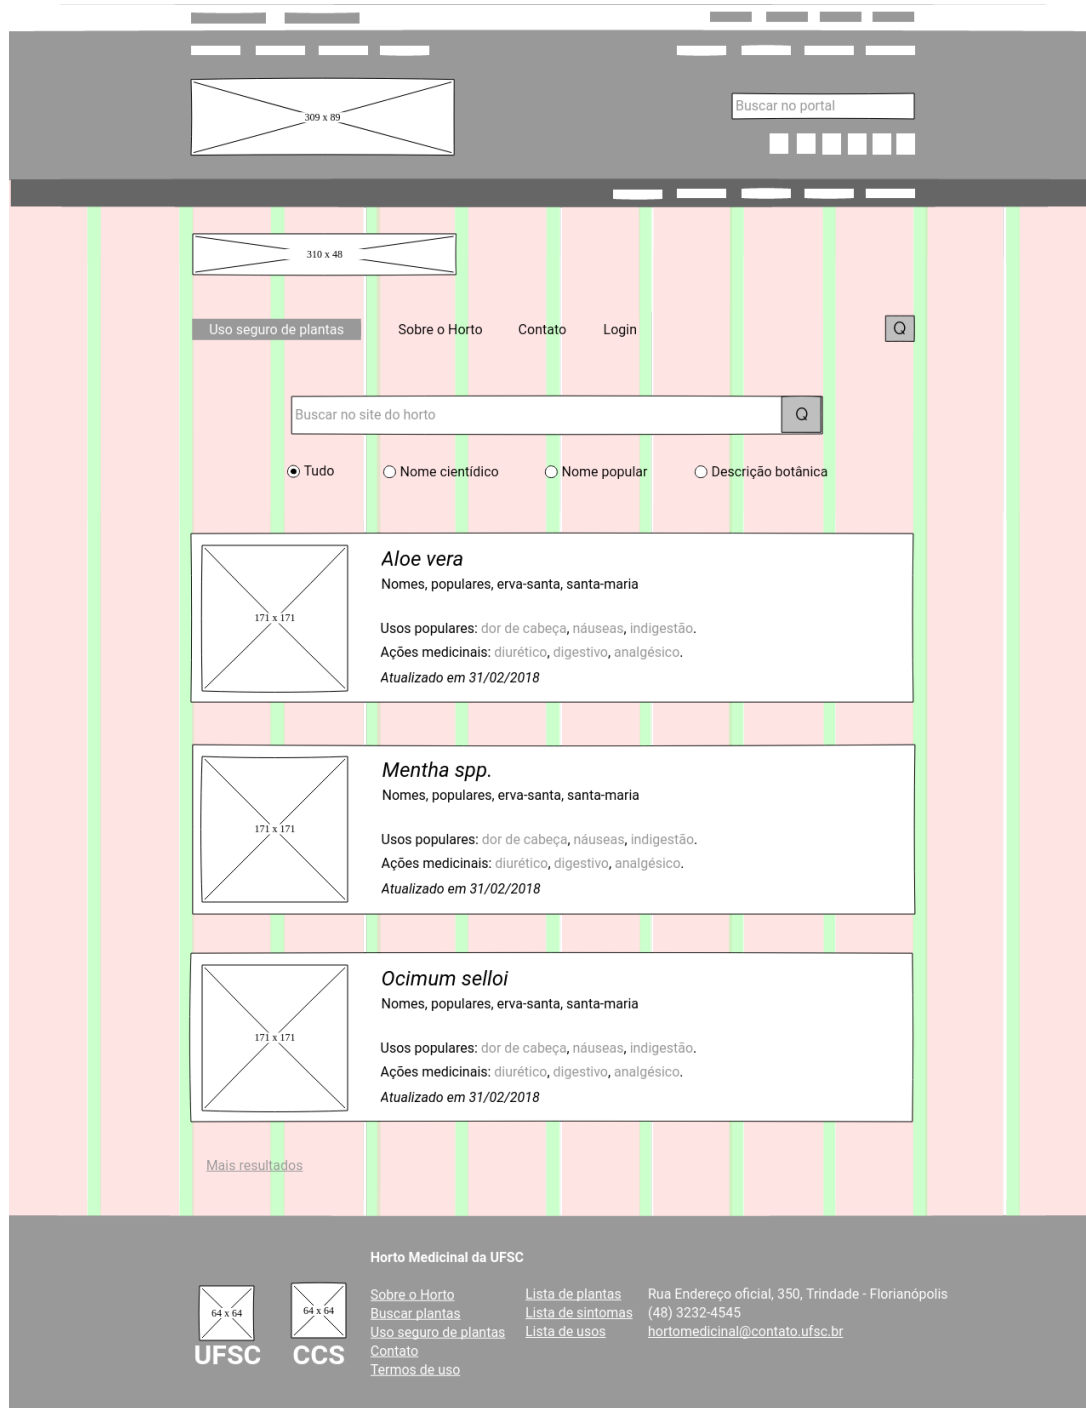 309 x 89
Buscar no portal
310 x 48
Uso seguro de plantas Sobre o Horto Contato Login Q
Buscar no site do horto Q
Tudo Nome cientídico Nome popular Descrição botânica
Aloe vera
Nomes, populares, erva-santa, santa-maria
171 x 171
Usos populares: dor de cabeça, náuseas, indigestão.
Ações medicinais: diurético, digestivo, analgésico.
Atualizado em 31/02/2018
Mentha spp.
Nomes, populares, erva-santa, santa-maria
171 x 171
Usos populares: dor de cabeça, náuseas, indigestão.
Ações medicinais: diurético, digestivo, analgésico.
Atualizado em 31/02/2018
Ocimum selloi
Nomes, populares, erva-santa, santa-maria
171 x 171
Usos populares: dor de cabeça, náuseas, indigestão.
Ações medicinais: diurético, digestivo, analgésico.
Atualizado em 31/02/2018
Mais resultados
64 x 64
UFSC
64 x 64
CCS
Horto Medicinal da UFSC
Sobre o Horto
Buscar plantas
Uso seguro de plantas
Contato
Termos de uso
Lista de plantas
Lista de sintomas
Lista de usos
Rua Endereço oficial, 350, Trindade - Florianópolis
(48) 3232-4545
hortomedicinal@contato.ufsc.br